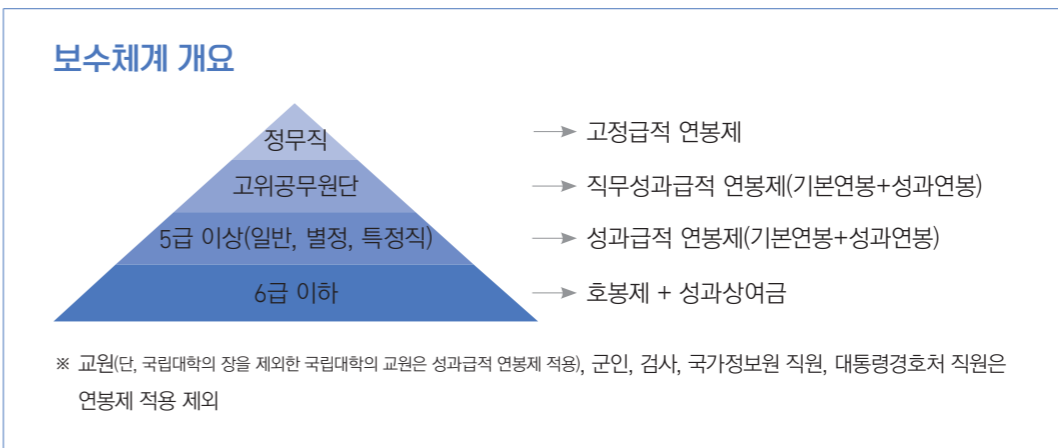 보수체계 개요
정무직 → 고정급적 연봉제
고위공무원단 → 직무성과급적 연봉제(기본연봉+성과연봉)
5급 이상(일반, 별정, 특정직) → 성과급적 연봉제(기본연봉+성과연봉)
6급 이하 → 호봉제 + 성과상여금
※ 교원(단, 국립대학의 장을 제외한 국립대학의 교원은 성과급적 연봉제 적용), 군인, 검사, 국가정보원 직원, 대통령경호처 직원은
연봉제 적용 제외